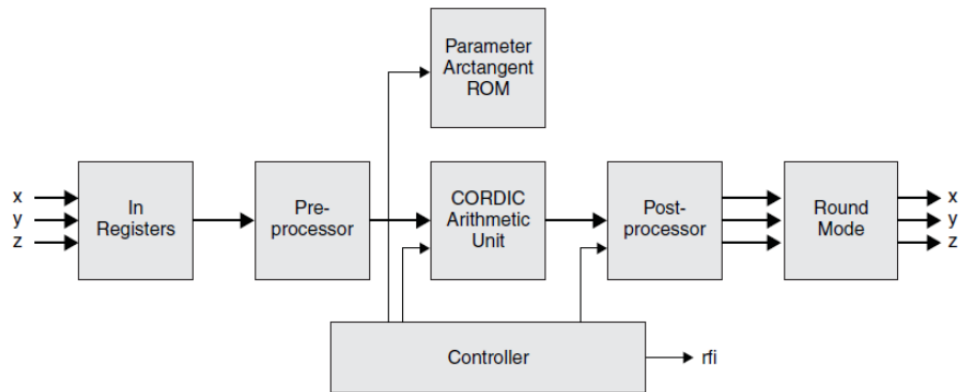 Parameter
Arctangent
ROM
x
y
z
In
Registers
Pre-
processor
CORDIC
Arithmetic
Unit
Post-
processor
Round
Mode
x
y
z
Controller
rfi